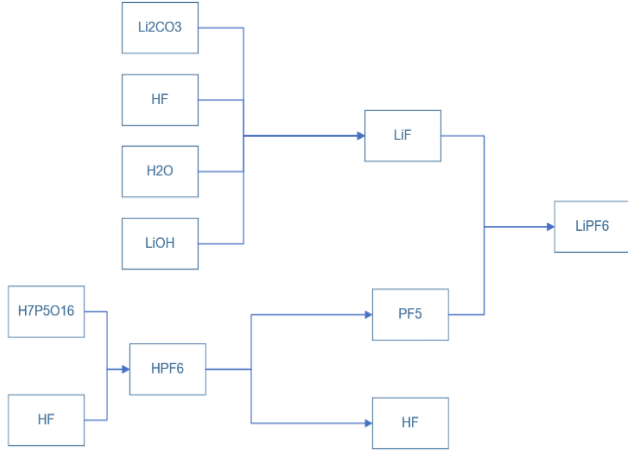 Li2CO3
HF
H2O
LiOH
LiF
LiPF6
H7P5O16
HF
HPF6
PF5
HF